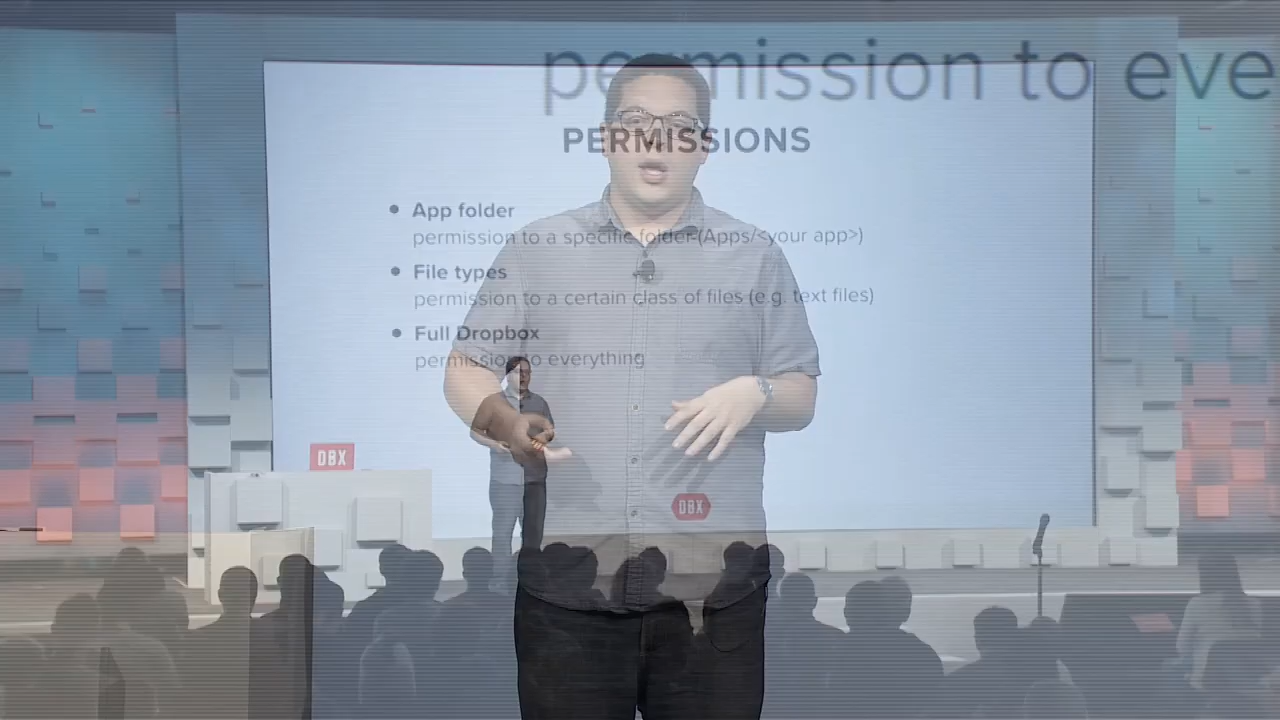 permission to eve
PERMISSIONS
• App folder
permission to a specific folder (Apps/<your app>)
• File types
permission to a certain class of files (e.g. text files)
• Full Dropbox
permission to everything
DBX
DBX